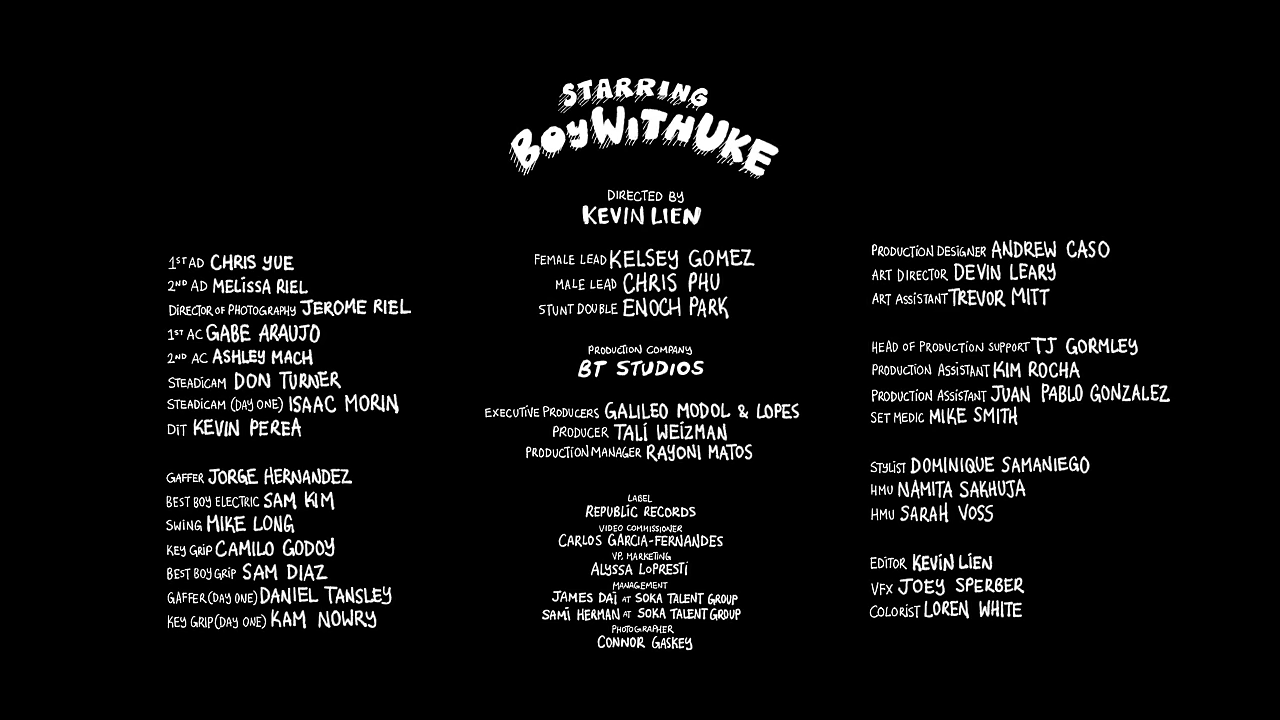 STARRING
BOYWITHUKE
DIRECTED BY
KEVIN LIEN
1ST AD CHRIS YUE
2ND AD MELISSA RIEL
DIRECTOR OF PHOTOGRAPHY JEROME RIEL
1ST AC GABE ARAUJO
2ND AC ASHLEY MACH
STEADICAM DON TURNER
STEADICAM (DAY ONE) ISAAC MORIN
DIT KEVIN PEREA
GAFFER JORGE HERNANDEZ
BEST BOY ELECTRIC SAM KIM
SWING MIKE LONG
KEY GRIP CAMILO GODOY
BEST BOY GRIP SAM DIAZ
GAFFER (DAY ONE) DANIEL TANSLEY
KEY GRIP (DAY ONE) KAM NOWRY
FEMALE LEAD KELSEY GOMEZ
MALE LEAD CHRIS PHU
STUNT DOUBLE ENOCH PARK
PRODUCTION COMPANY
BT STUDIOS
EXECUTIVE PRODUCERS GALILEO MODOL & LOPES
PRODUCER TALI WEIZMAN
PRODUCTION MANAGER RAYONI MATOS
LABEL
REPUBLIC RECORDS
VIDEO COMMISSIONER
CARLOS GARCIA-FERNANDES
VP, MARKETING
ALYSSA LOPRESTI
MANAGEMENT
JAMES DAI AT SOKA TALENT GROUP
SAMI HERMAN AT SOKA TALENT GROUP
PHOTOGRAPHER
CONNOR GASKEY
PRODUCTION DESIGNER ANDREW CASO
ART DIRECTOR DEVIN LEARY
ART ASSISTANT TREVOR MITT
HEAD OF PRODUCTION SUPPORT TJ GORMLEY
PRODUCTION ASSISTANT KIM ROCHA
PRODUCTION ASSISTANT JUAN PABLO GONZALEZ
SET MEDIC MIKE SMITH
STYLIST DOMINIQUE SAMANIEGO
HMU NAMITA SAKHUJA
HMU SARAH VOSS
EDITOR KEVIN LIEN
VFX JOEY SPERBER
COLORIST LOREN WHITE